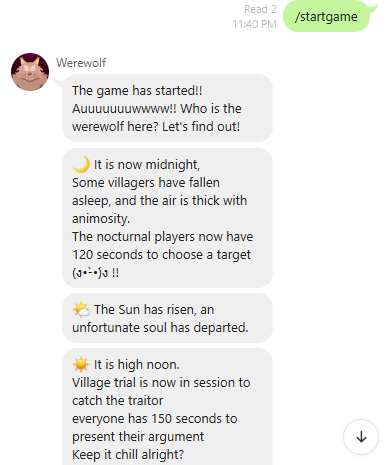 Read 2
11:40 PM
/startgame
Werewolf
The game has started!!
Auuuuuuuwwww!! Who is the
werewolf here? Let's find out!
🌙 It is now midnight,
Some villagers have fallen
asleep, and the air is thick with
animosity.
The nocturnal players now have
120 seconds to choose a target
(ง•̀-•́)ง !!
🌤 The Sun has risen, an
unfortunate soul has departed.
☀ It is high noon.
Village trial is now in session to
catch the traitor
everyone has 150 seconds to
present their argument
Keep it chill alright?